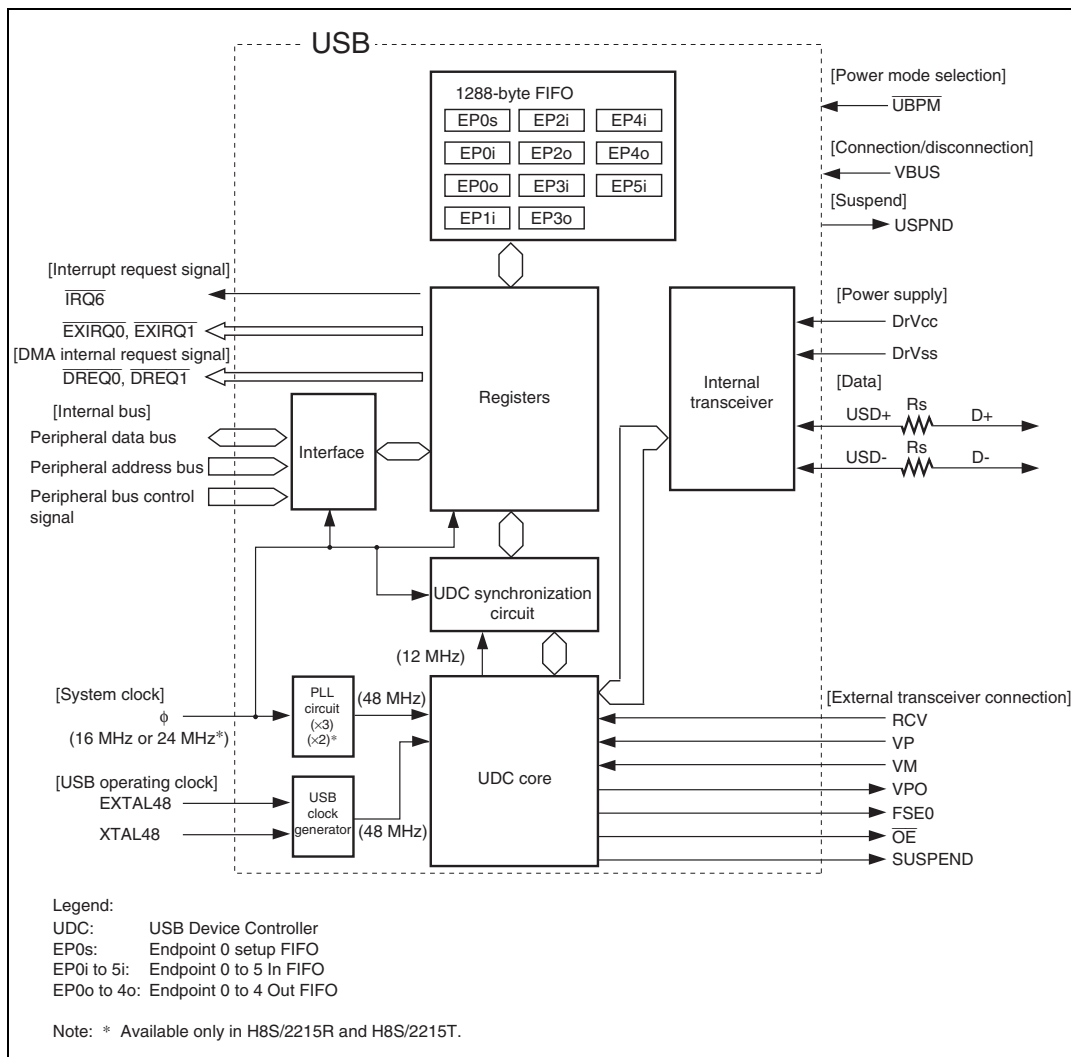 USB
1288-byte FIFO
EP0s EP2i EP4i
EP0i EP2o EP4o
EP0o EP3i EP5i
EP1i EP3o
[Power mode selection]
UBPM
[Connection/disconnection]
VBUS
[Suspend]
USPND
[Interrupt request signal]
IRQ6
EXIRQ0, EXIRQ1
[DMA internal request signal]
DREQ0, DREQ1
[Internal bus]
Peripheral data bus
Peripheral address bus
Peripheral bus control
signal
Interface
Registers
Internal
transceiver
[Power supply]
DrVcc
DrVss
[Data]
USD+ Rs D+
USD- Rs D-
UDC synchronization
circuit
(12 MHz)
[System clock]
ϕ
(16 MHz or 24 MHz*)
PLL
circuit
(×3)
(×2)*
(48 MHz)
[USB operating clock]
EXTAL48
XTAL48
USB
clock
generator
(48 MHz)
UDC core
[External transceiver connection]
RCV
VP
VM
VPO
FSE0
OE
SUSPEND
Legend:
UDC: USB Device Controller
EP0s: Endpoint 0 setup FIFO
EP0i to 5i: Endpoint 0 to 5 In FIFO
EP0o to 4o: Endpoint 0 to 4 Out FIFO
Note: * Available only in H8S/2215R and H8S/2215T.